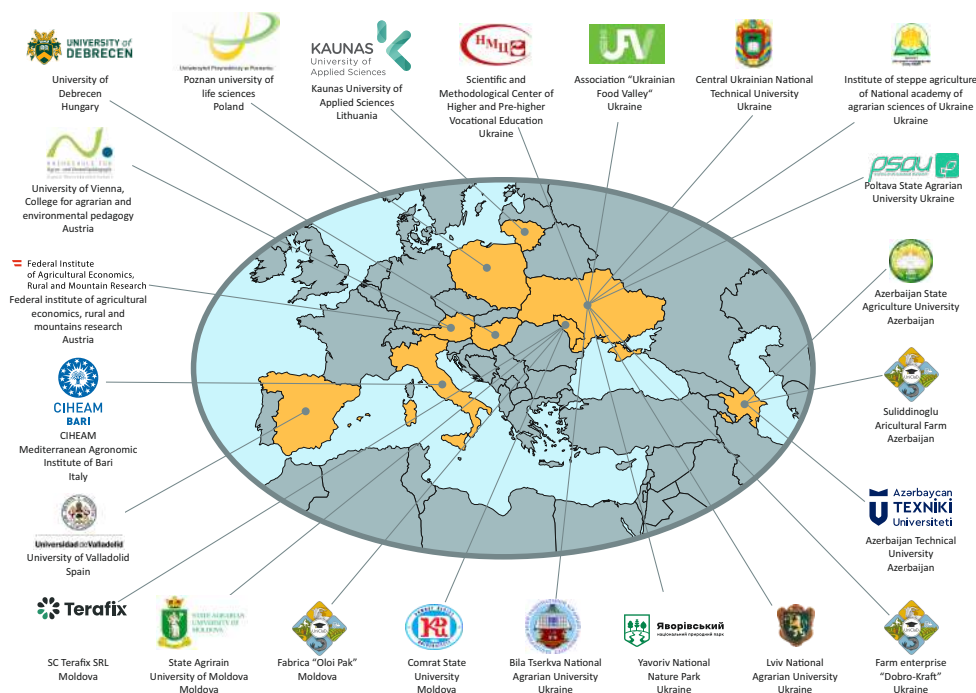 UNIVERSITY of
DEBRECEN
University of
Debrecen
Hungary
Uniwersytet Przyrodniczy w Poznaniu
Poznan university of
life sciences
Poland
KAUNAS
University of
Applied Sciences
Kaunas University of
Applied Sciences
Lithuania
НМЦ
Scientific and
Methodological Center of
Higher and Pre-higher
Vocational Education
Ukraine
UFV
Association "Ukrainian
Food Valley"
Ukraine
Central Ukrainian National
Technical University
Ukraine
Institute of steppe agriculture
of National academy of
agrarian sciences of Ukraine
Ukraine
University of Vienna,
College for agrarian and
environmental pedagogy
Austria
psau
Poltava State Agrarian
University Ukraine
Federal Institute
of Agricultural Economics,
Rural and Mountain Research
Federal institute of agricultural
economics, rural and
mountains research
Austria
Azerbaijan State
Agriculture University
Azerbaijan
CIHEAM
BARI
CIHEAM
Mediterranean Agronomic
Institute of Bari
Italy
Suliddinoglu
Aricultural Farm
Azerbaijan
Universidad de Valladolid
University of Valladolid
Spain
Azərbaycan
TEXNİKİ
Universiteti
Azerbaijan Technical
University
Azerbaijan
Terafix
SC Terafix SRL
Moldova
STATE AGRARIAN
UNIVERSITY OF
MOLDOVA
State Agrirain
University of Moldova
Moldova
Fabrica "Oloi Pak"
Moldova
Comrat State
University
Moldova
Bila Tserkva National
Agrarian University
Ukraine
Яворівський
національний природний парк
Yavoriv National
Nature Park
Ukraine
Lviv National
Agrarian University
Ukraine
Farm enterprise
"Dobro-Kraft"
Ukraine